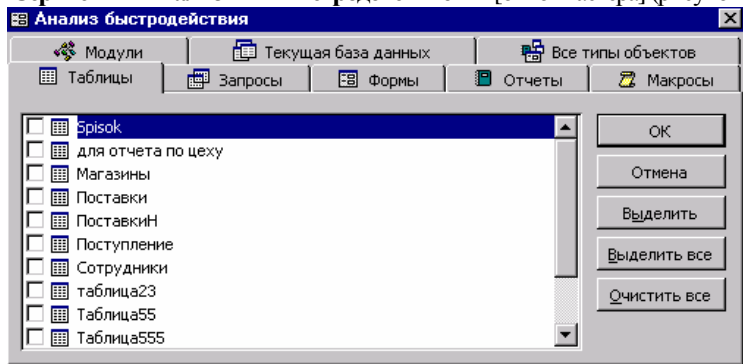 Анализ быстродействия
Модули
Текущая база данных
Все типы объектов
Таблицы
Запросы
Формы
Отчеты
Макросы
Spisok
для отчета по цеху
Магазины
Поставки
ПоставкиН
Поступление
Сотрудники
таблица23
Таблица55
Таблица555
ОК
Отмена
Выделить
Выделить все
Очистить все